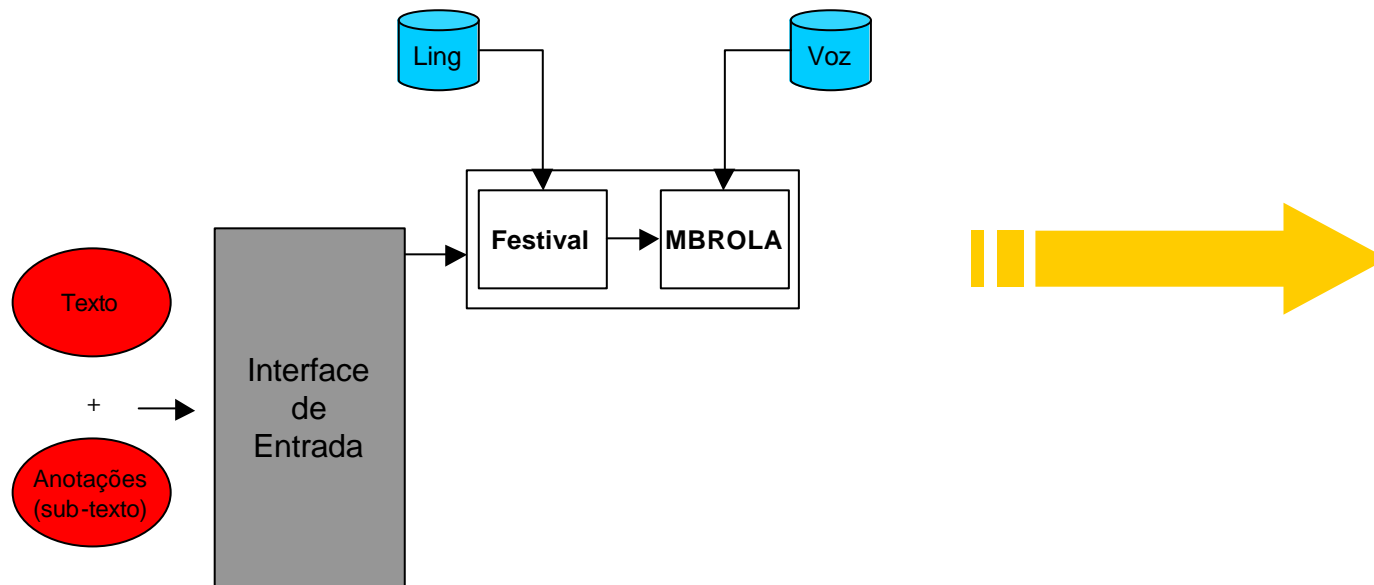 Ling
Voz
Festival
MBROLA
Texto
+
Interface
de
Entrada
Anotações
(sub-texto)